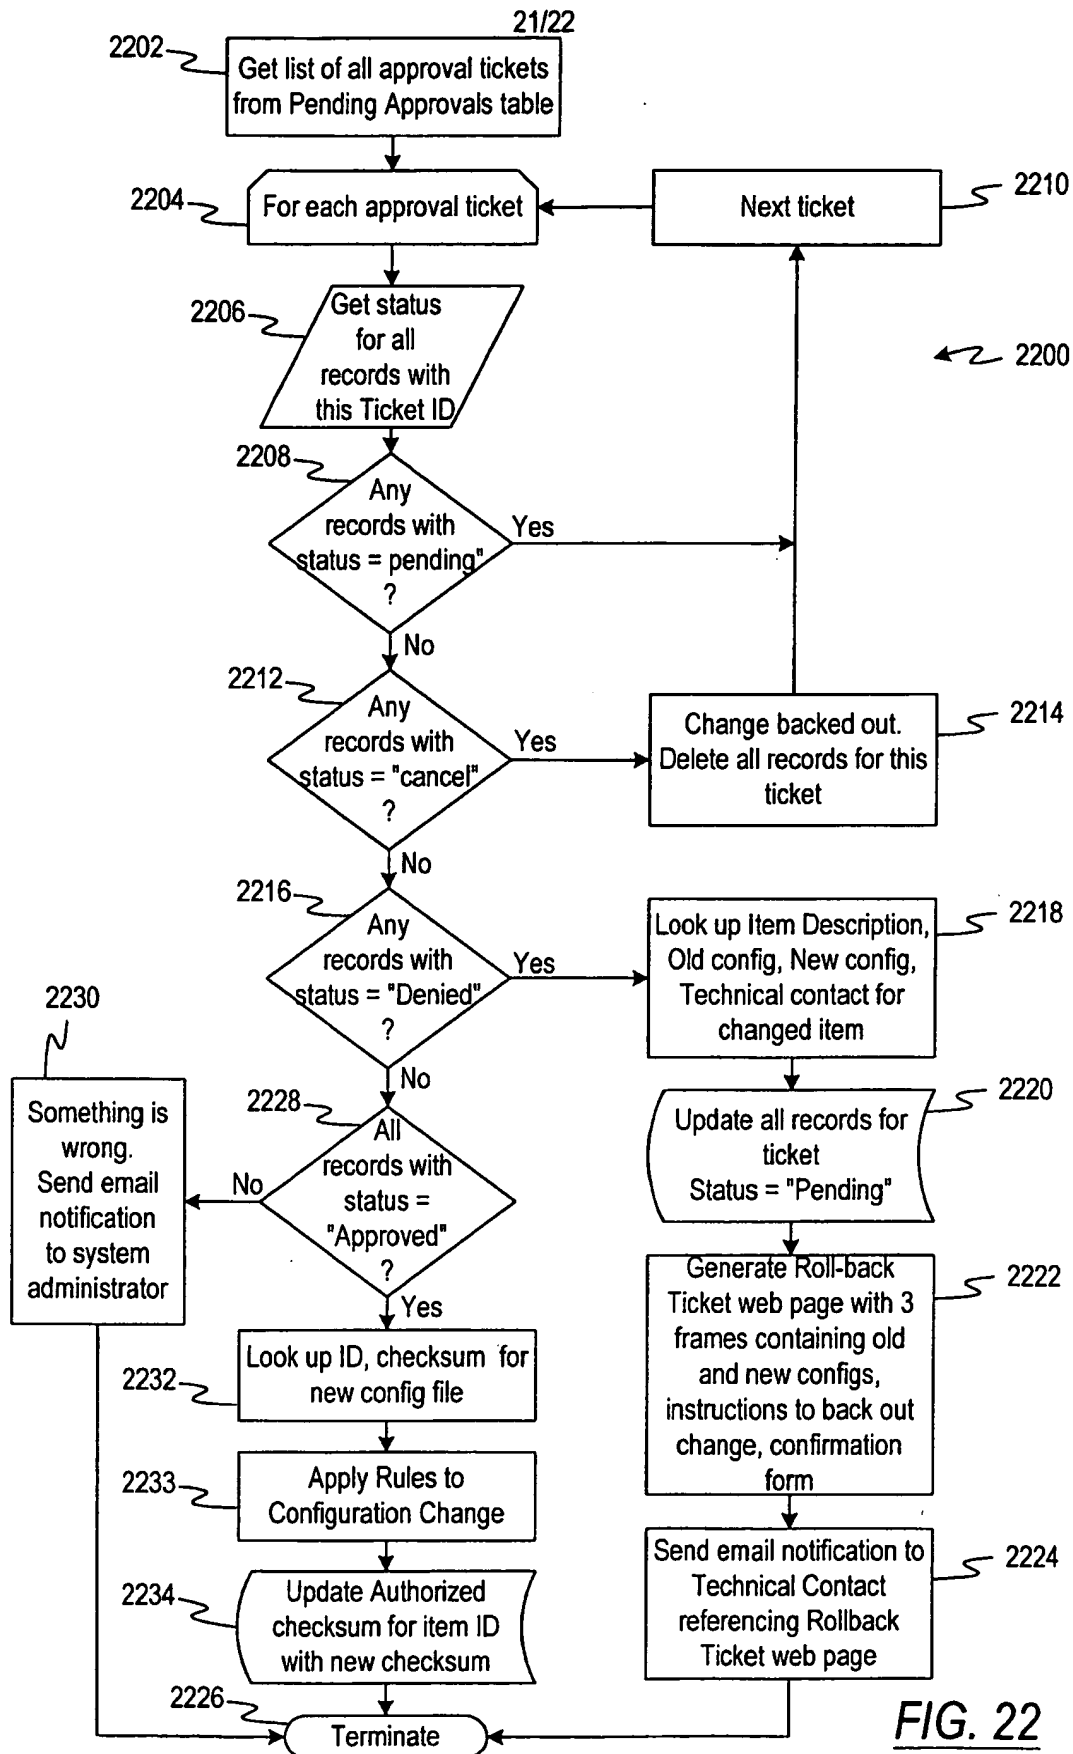 21/22
2202
Get list of all approval tickets
from Pending Approvals table
2204
For each approval ticket
Next ticket
2210
2206
Get status
for all
records with
this Ticket ID
2200
2208
Any
records with
status = pending"
?
Yes
No
2212
Any
records with
status = "cancel"
?
Yes
Change backed out.
Delete all records for this
ticket
2214
No
2216
Any
records with
status = "Denied"
?
Yes
Look up Item Description,
Old config, New config,
Technical contact for
changed item
2218
No
2230
Something is
wrong.
Send email
notification
to system
administrator
2228
All
records with
status =
"Approved"
?
No
Yes
Update all records for
ticket
Status = "Pending"
2220
Generate Roll-back
Ticket web page with 3
frames containing old
and new configs,
instructions to back out
change, confirmation
form
2222
2232
Look up ID, checksum for
new config file
2233
Apply Rules to
Configuration Change
Send email notification to
Technical Contact
referencing Rollback
Ticket web page
2224
2234
Update Authorized
checksum for item ID
with new checksum
2226
Terminate
FIG. 22